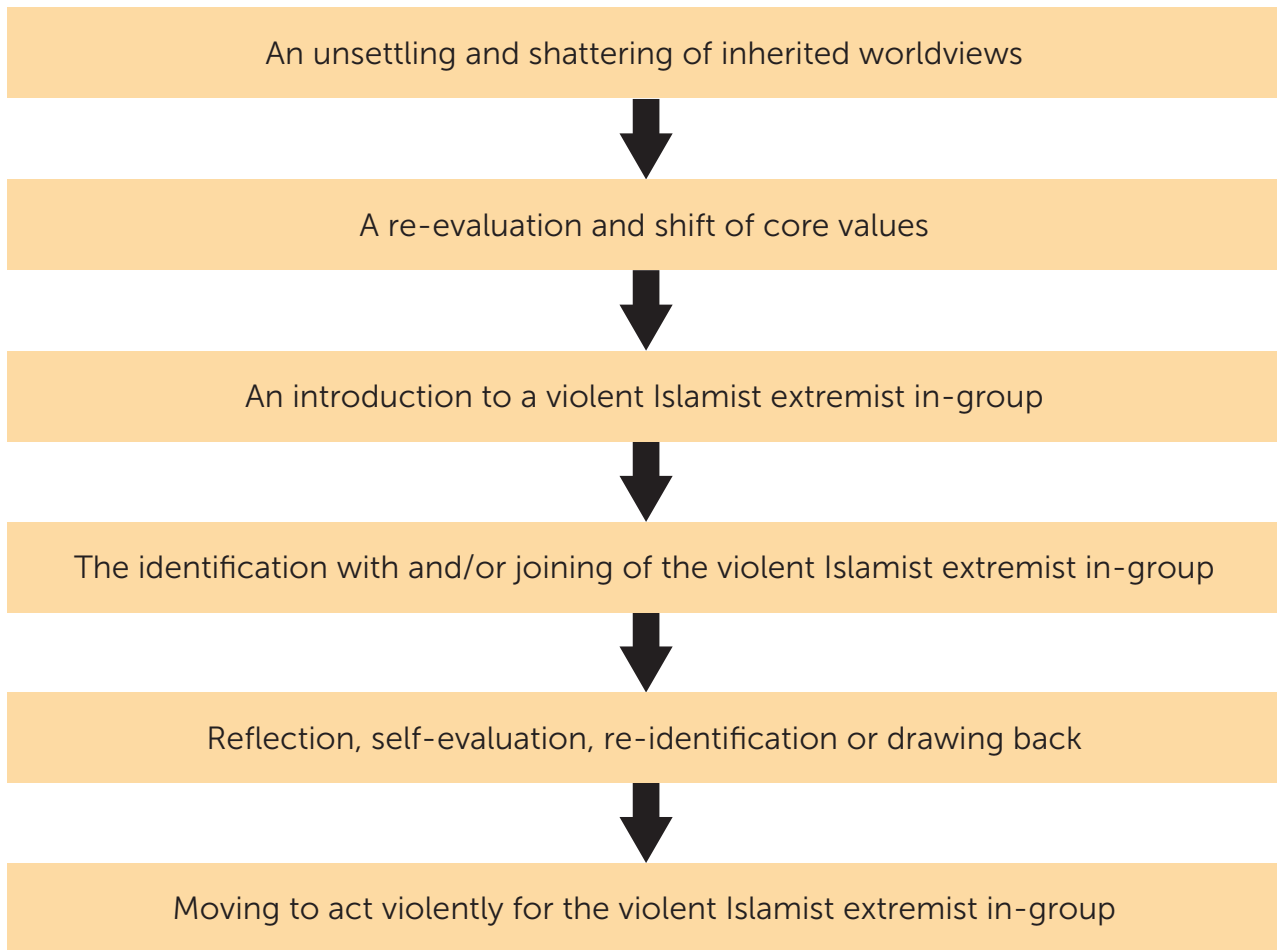 An unsettling and shattering of inherited worldviews
A re-evaluation and shift of core values
An introduction to a violent Islamist extremist in-group
The identification with and/or joining of the violent Islamist extremist in-group
Reflection, self-evaluation, re-identification or drawing back
Moving to act violently for the violent Islamist extremist in-group